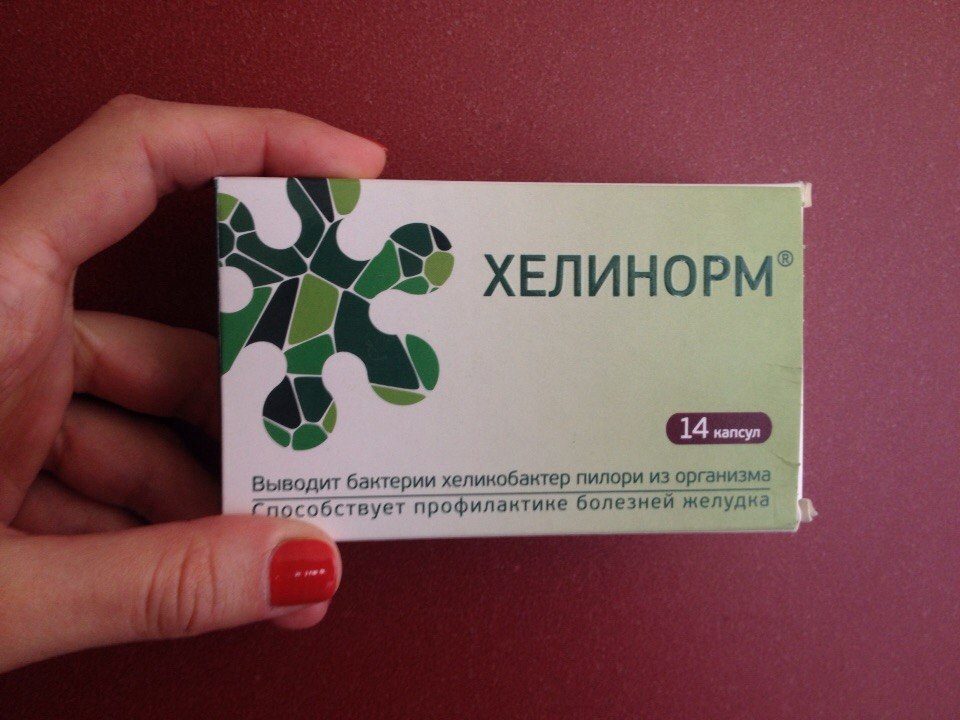 ХЕЛИНОРМ®
14 капсул
Выводит бактерии хеликобактер пилори из организма
Способствует профилактике болезней желудка